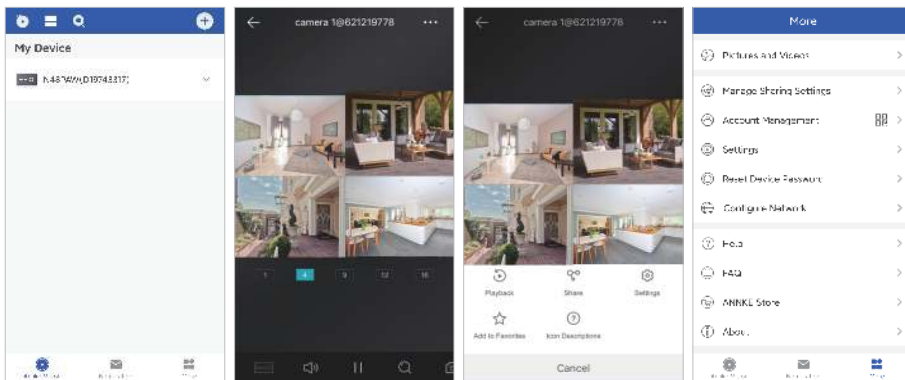 My Device
camera 1@621219778
1 4 9 12 16
camera 1@621219778
Playback Share Settings
Add to Favorites Icon Descriptions
Cancel
More
Pictures and Videos
Manage Sharing Settings
Account Management
Settings
Reset Device Password
Configure Network
Help
FAQ
ANNKE Store
About
More